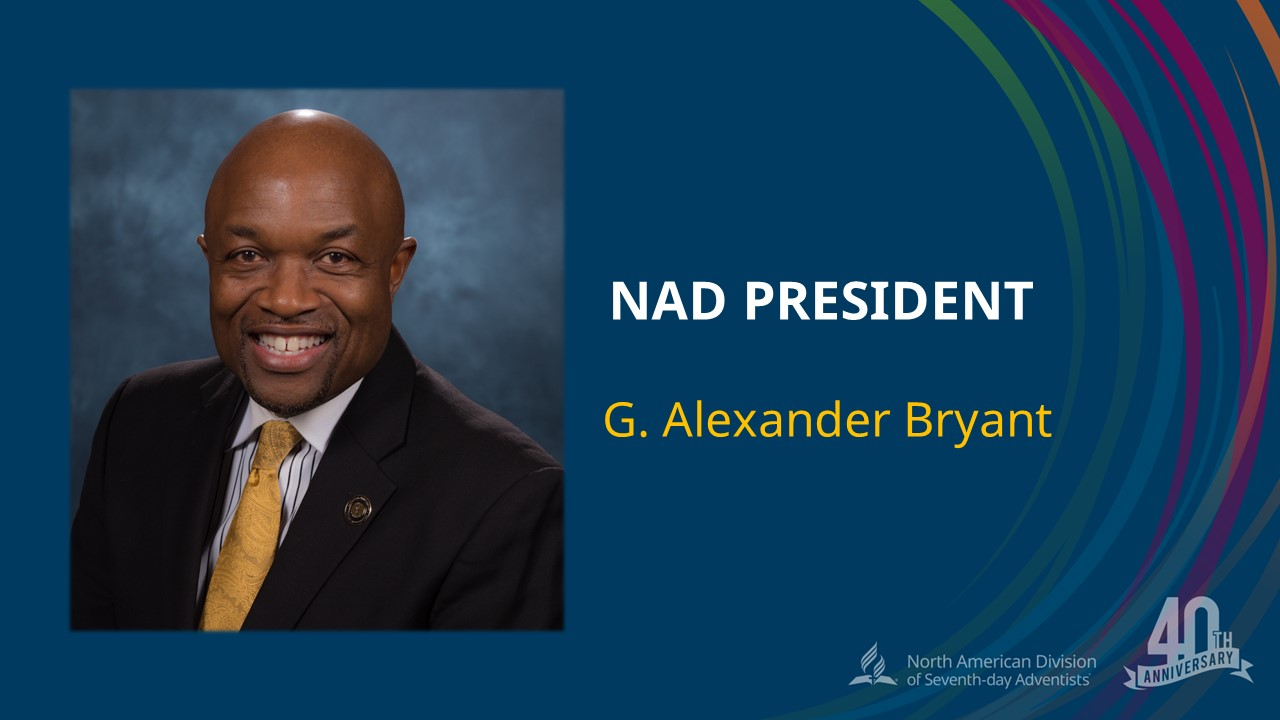 NAD PRESIDENT
G. Alexander Bryant
North American Division
of Seventh-day Adventists
40TH
ANNIVERSARY